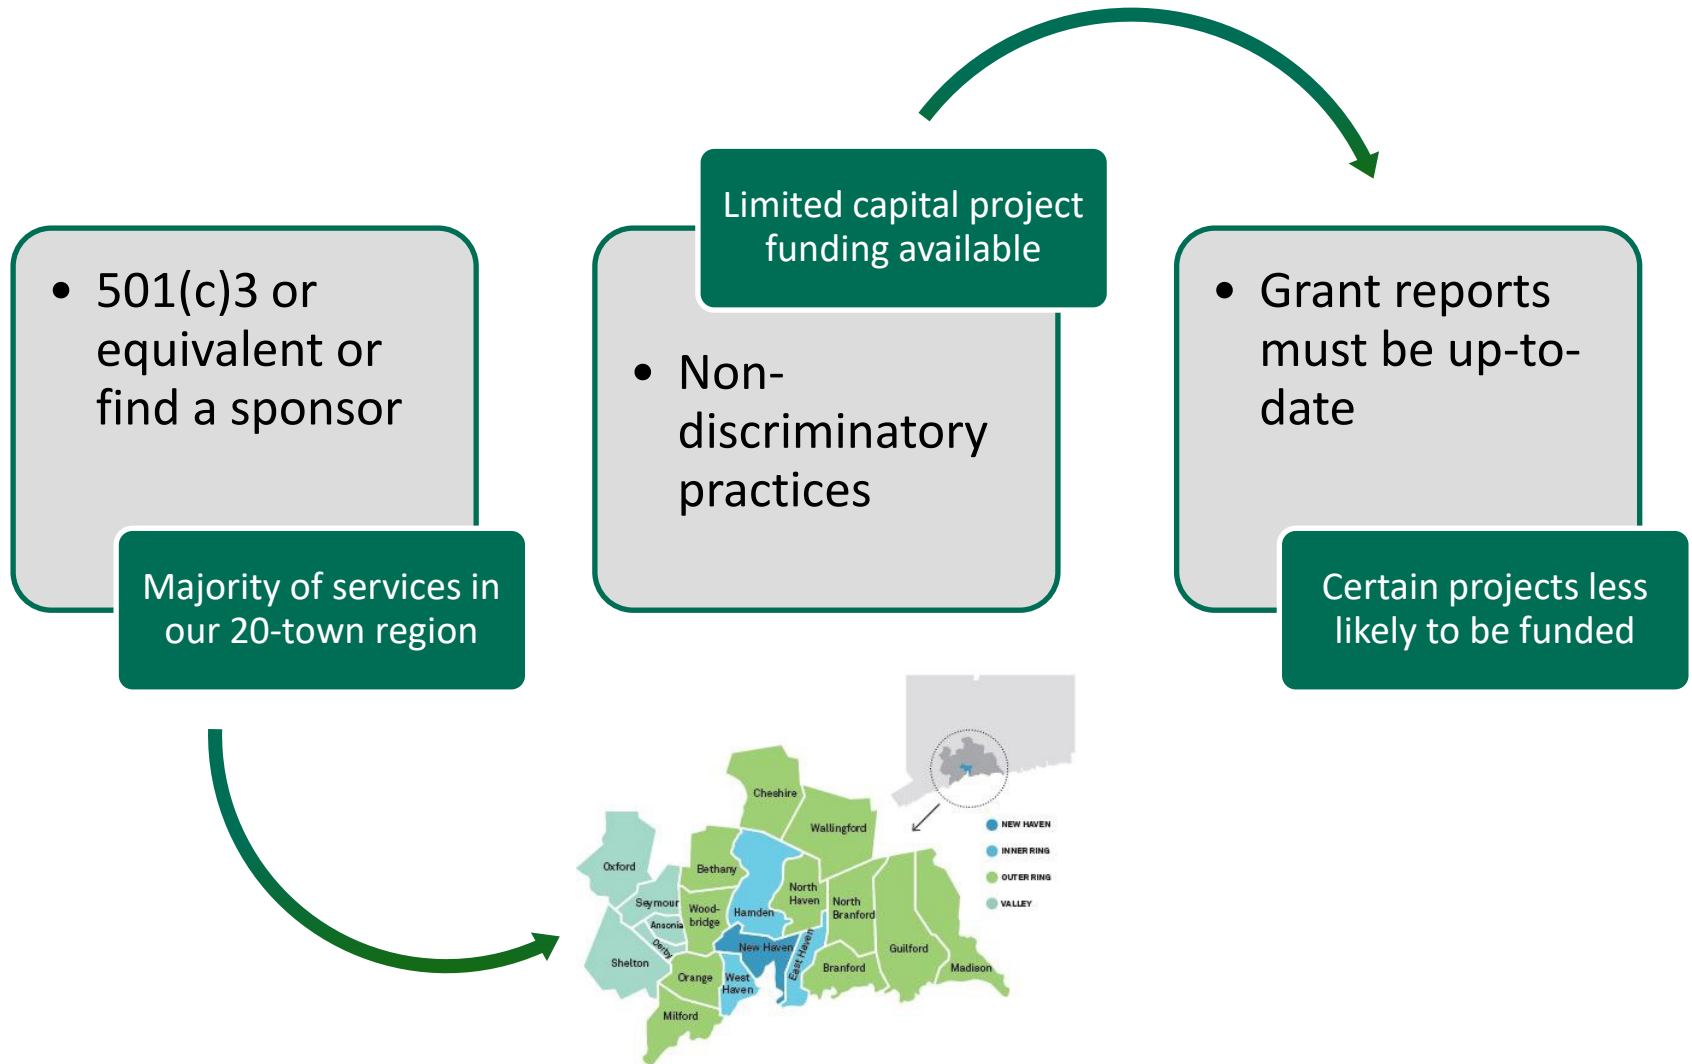 • 501(c)3 or
equivalent or
find a sponsor
Majority of services in
our 20-town region
Limited capital project
funding available
• Non-
discriminatory
practices
• Grant reports
must be up-to-
date
Certain projects less
likely to be funded
Cheshire
Wallingford
Oxford
Bethany
Seymour
Wood-
bridge
Ansonia
Derby
Hamden
North
Haven
North
Branford
Shelton
Orange
New Haven
West
Haven
East Haven
Branford
Guilford
Madison
Milford
NEW HAVEN
INNER RING
OUTER RING
VALLEY